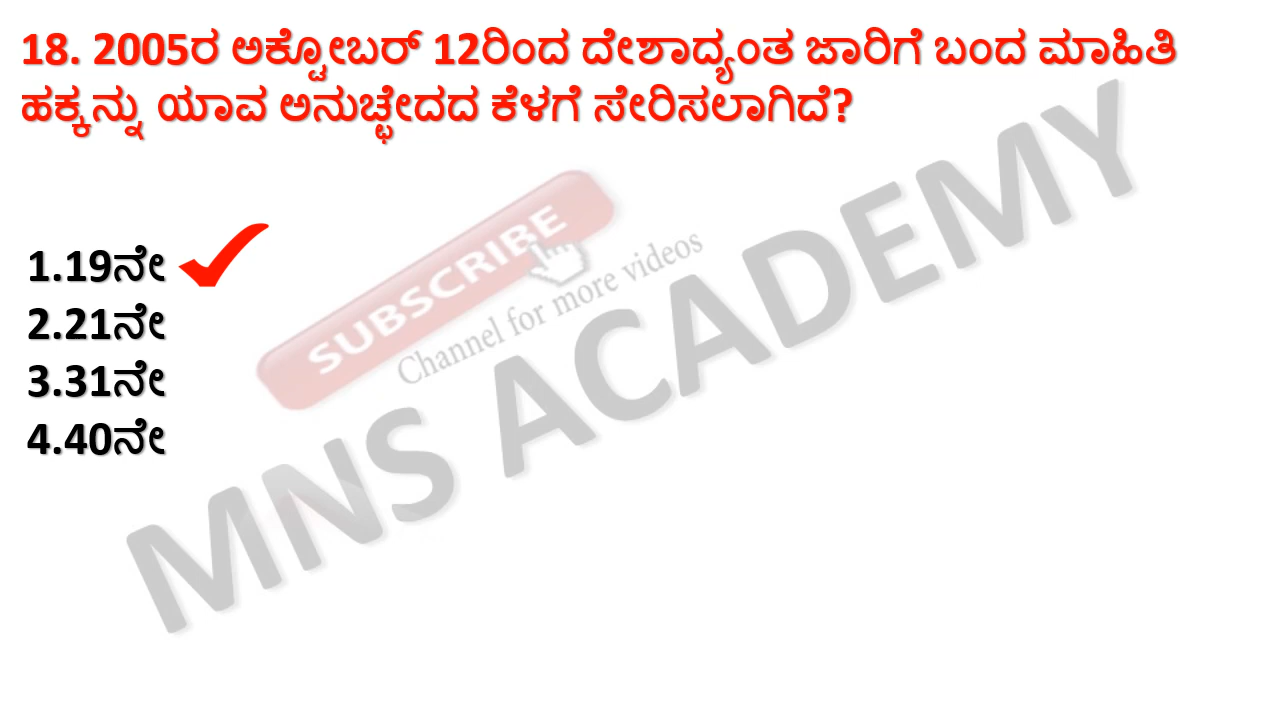 18. 2005ರ ಅಕ್ಟೋಬರ್ 12ರಿಂದ ದೇಶಾದ್ಯಂತ ಜಾರಿಗೆ ಬಂದ ಮಾಹಿತಿ
ಹಕ್ಕನ್ನು ಯಾವ ಅನುಚ್ಛೇದದ ಕೆಳಗೆ ಸೇರಿಸಲಾಗಿದೆ?
1.19ನೇ
2.21ನೇ
3.31ನೇ
4.40ನೇ
SUBSCRIBE
Channel for more videos
MNS ACADEMY